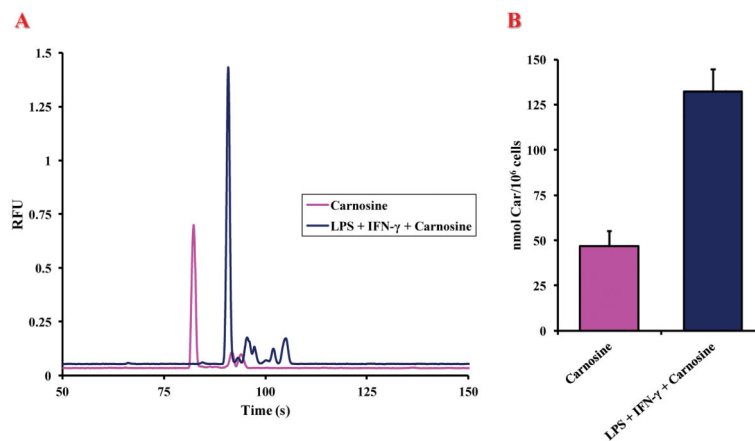 A
B
RFU
1.5
1.25
1
0.75
0.5
0.25
0
50
75
100
125
150
Time (s)
Carnosine
LPS + IFN-γ + Carnosine
nmol Car/10⁶ cells
150
125
100
75
50
25
0
Carnosine
LPS + IFN-γ + Carnosine